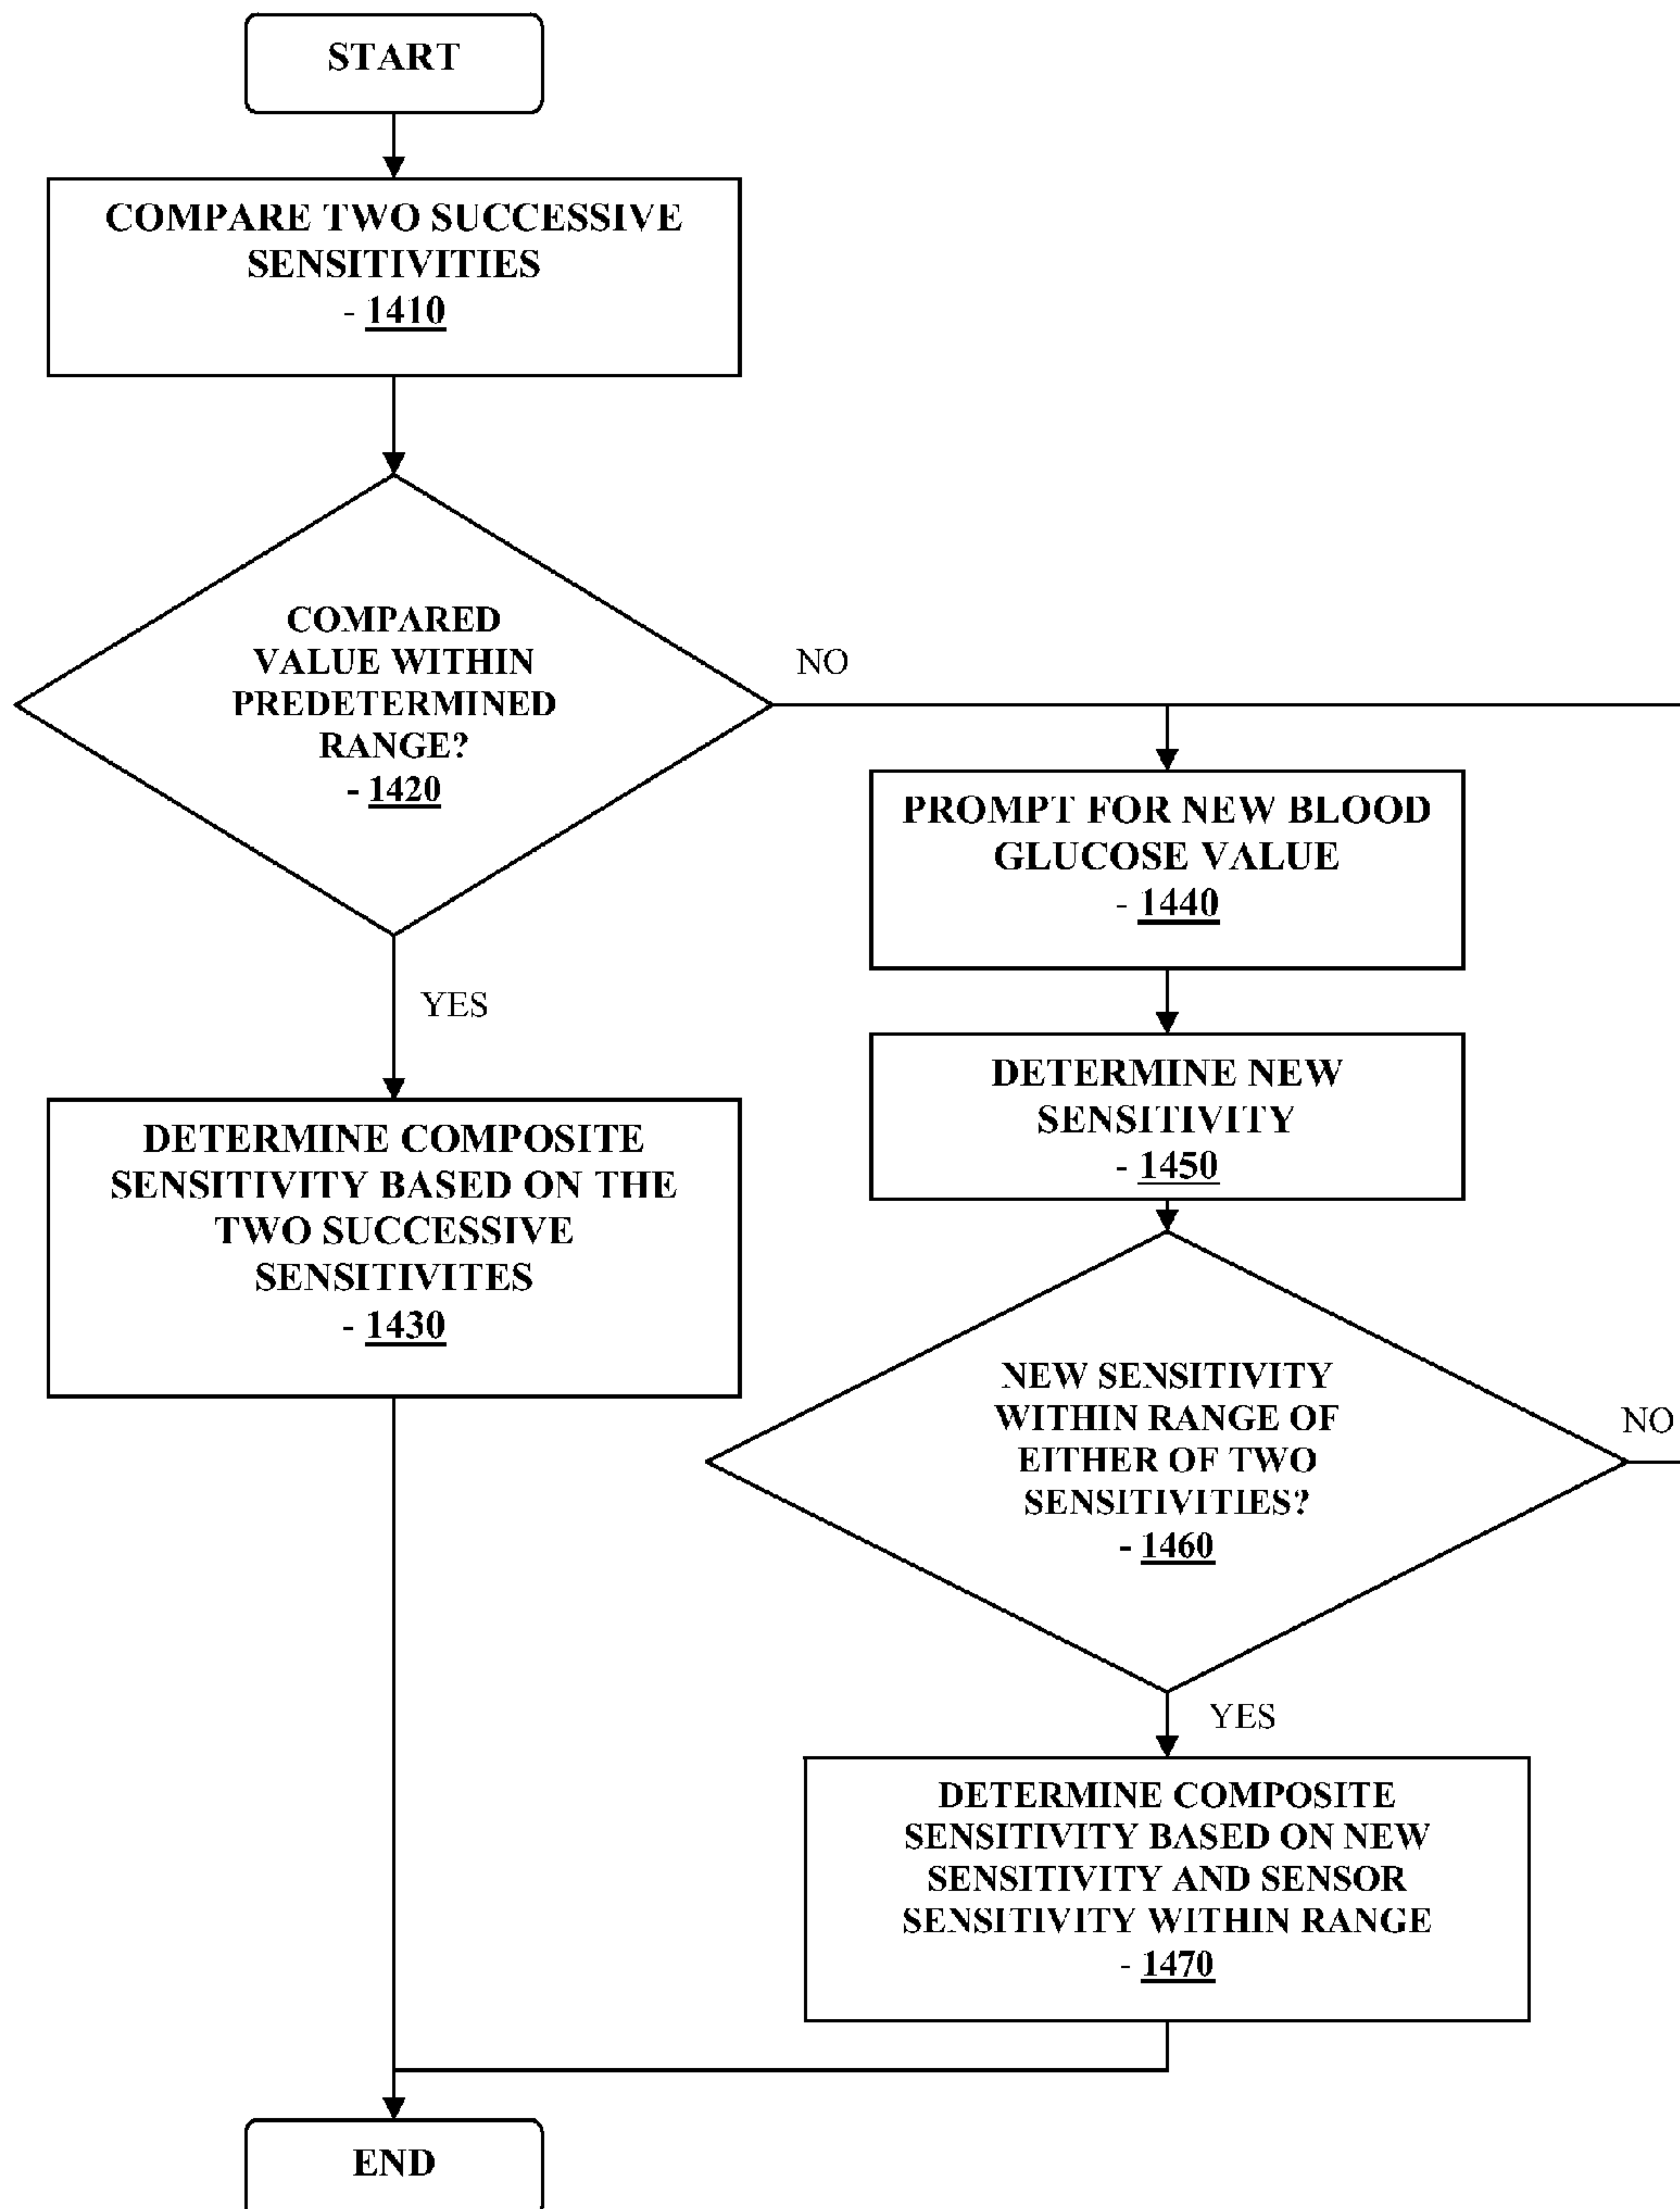 START
COMPARE TWO SUCCESSIVE
SENSITIVITIES
- 1410
COMPARED
VALUE WITHIN
PREDETERMINED
RANGE?
- 1420
NO
YES
DETERMINE COMPOSITE
SENSITIVITY BASED ON THE
TWO SUCCESSIVE
SENSITIVITES
- 1430
PROMPT FOR NEW BLOOD
GLUCOSE VALUE
- 1440
DETERMINE NEW
SENSITIVITY
- 1450
NEW SENSITIVITY
WITHIN RANGE OF
EITHER OF TWO
SENSITIVITIES?
- 1460
NO
YES
DETERMINE COMPOSITE
SENSITIVITY BASED ON NEW
SENSITIVITY AND SENSOR
SENSITIVITY WITHIN RANGE
- 1470
END